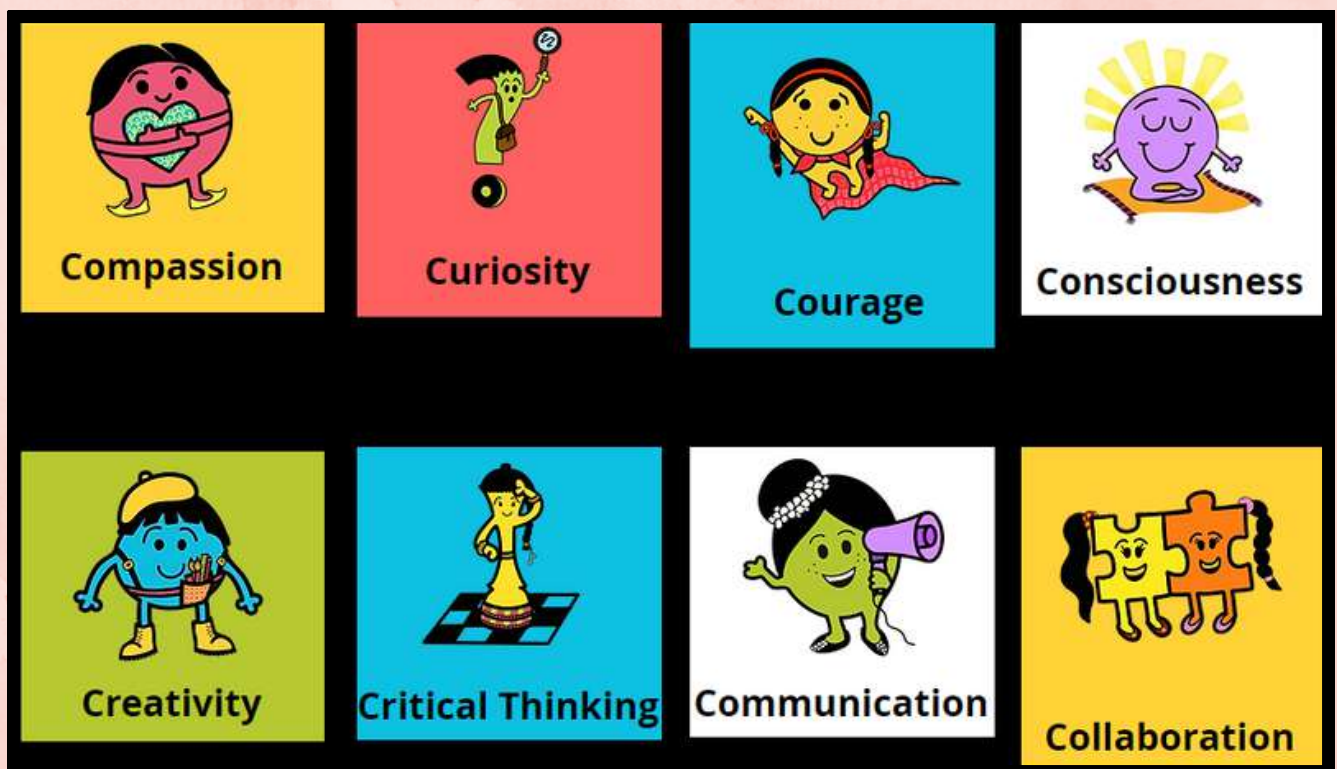 Compassion
Curiosity
Courage
Consciousness
Creativity
Critical Thinking
Communication
Collaboration